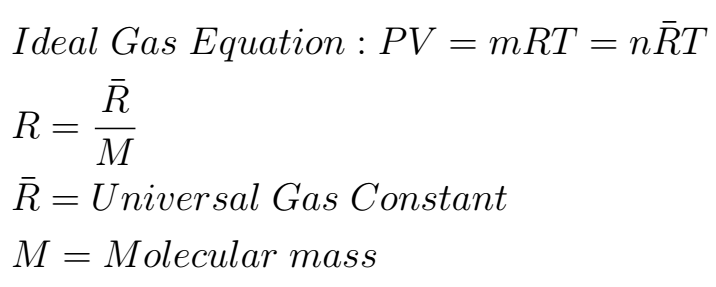 Ideal Gas Equation : PV = mRT = nR̄T
R = R̄/M
R̄ = Universal Gas Constant
M = Molecular mass